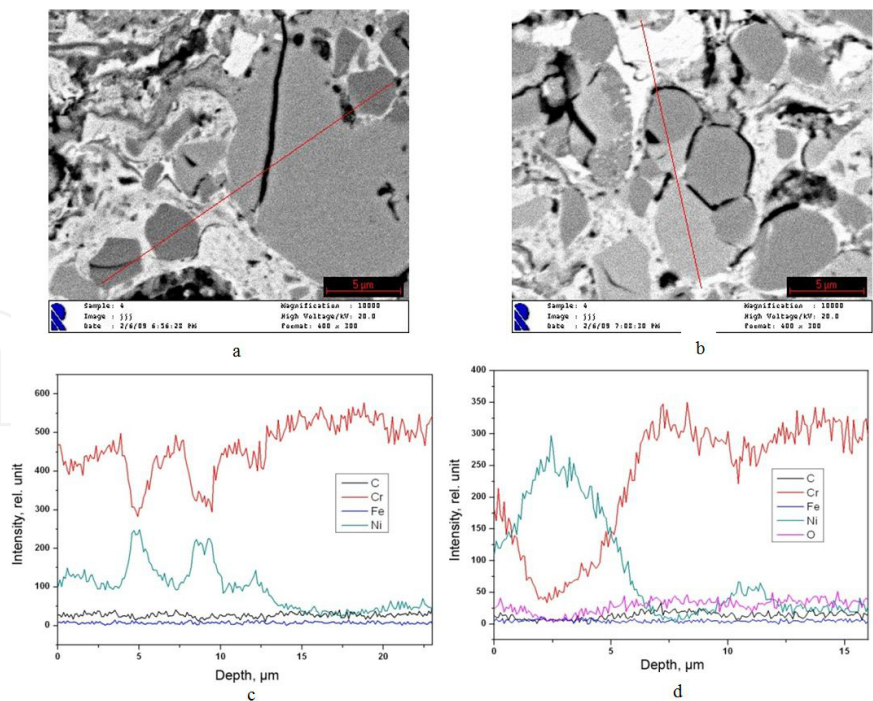 5 µm
Sample: 4
Image : jjj
Date : 2/6/09 6:56:20 PM
Magnification : 10000
High Voltage/kV: 20.0
Format: 400 x 300
a
5 µm
Sample: 4
Image : jjj
Date : 2/6/09 7:02:30 PM
Magnification : 10000
High Voltage/kV: 20.0
Format: 400 x 300
b
Intensity, rel. unit
600
500
400
300
200
100
0
C
Cr
Fe
Ni
0 5 10 15 20
Depth, µm
c
Intensity, rel. unit
400
350
300
250
200
150
100
50
0
C
Cr
Fe
Ni
O
0 5 10 15
Depth, µm
d